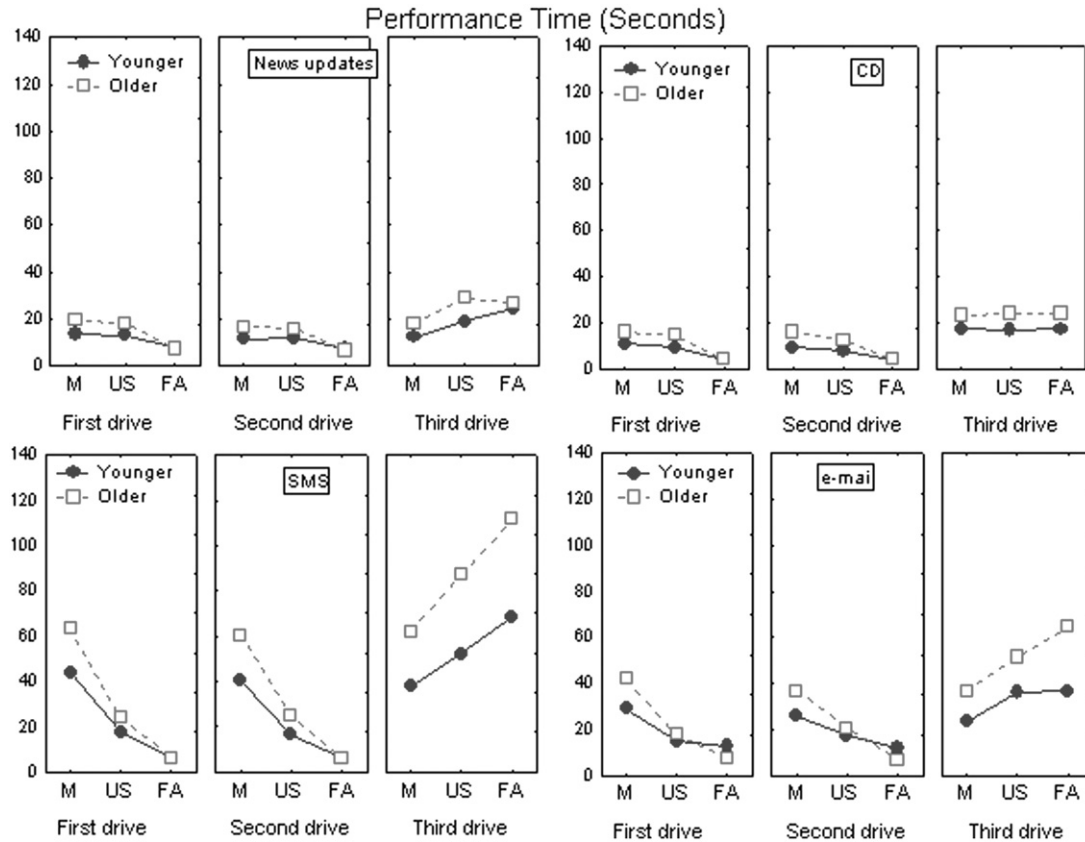 Performance Time (Seconds)
140
120
100
80
60
40
20
0
Younger
Older
News updates
M US FA
M US FA
M US FA
First drive
Second drive
Third drive
140
120
100
80
60
40
20
0
Younger
Older
CD
M US FA
M US FA
M US FA
First drive
Second drive
Third drive
140
120
100
80
60
40
20
0
Younger
Older
SMS
M US FA
M US FA
M US FA
First drive
Second drive
Third drive
140
120
100
80
60
40
20
0
Younger
Older
e-mai
M US FA
M US FA
M US FA
First drive
Second drive
Third drive